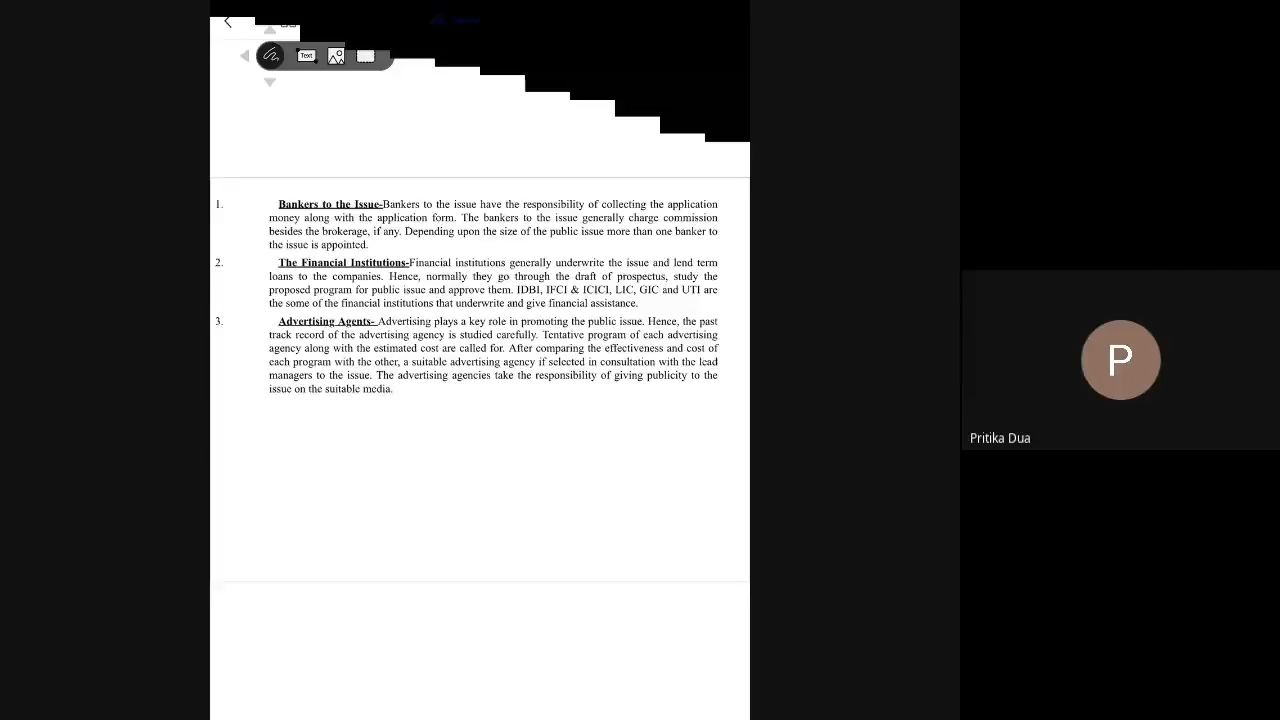 Text
1. Bankers to the Issue-Bankers to the issue have the responsibility of collecting the application
money along with the application form. The bankers to the issue generally charge commission
besides the brokerage, if any. Depending upon the size of the public issue more than one banker to
the issue is appointed.
2. The Financial Institutions-Financial institutions generally underwrite the issue and lend term
loans to the companies. Hence, normally they go through the draft of prospectus, study the
proposed program for public issue and approve them. IDBI, IFCI & ICICI, LIC, GIC and UTI are
the some of the financial institutions that underwrite and give financial assistance.
3. Advertising Agents- Advertising plays a key role in promoting the public issue. Hence, the past
track record of the advertising agency is studied carefully. Tentative program of each advertising
agency along with the estimated cost are called for. After comparing the effectiveness and cost of
each program with the other, a suitable advertising agency if selected in consultation with the lead
managers to the issue. The advertising agencies take the responsibility of giving publicity to the
issue on the suitable media.
P
Pritika Dua